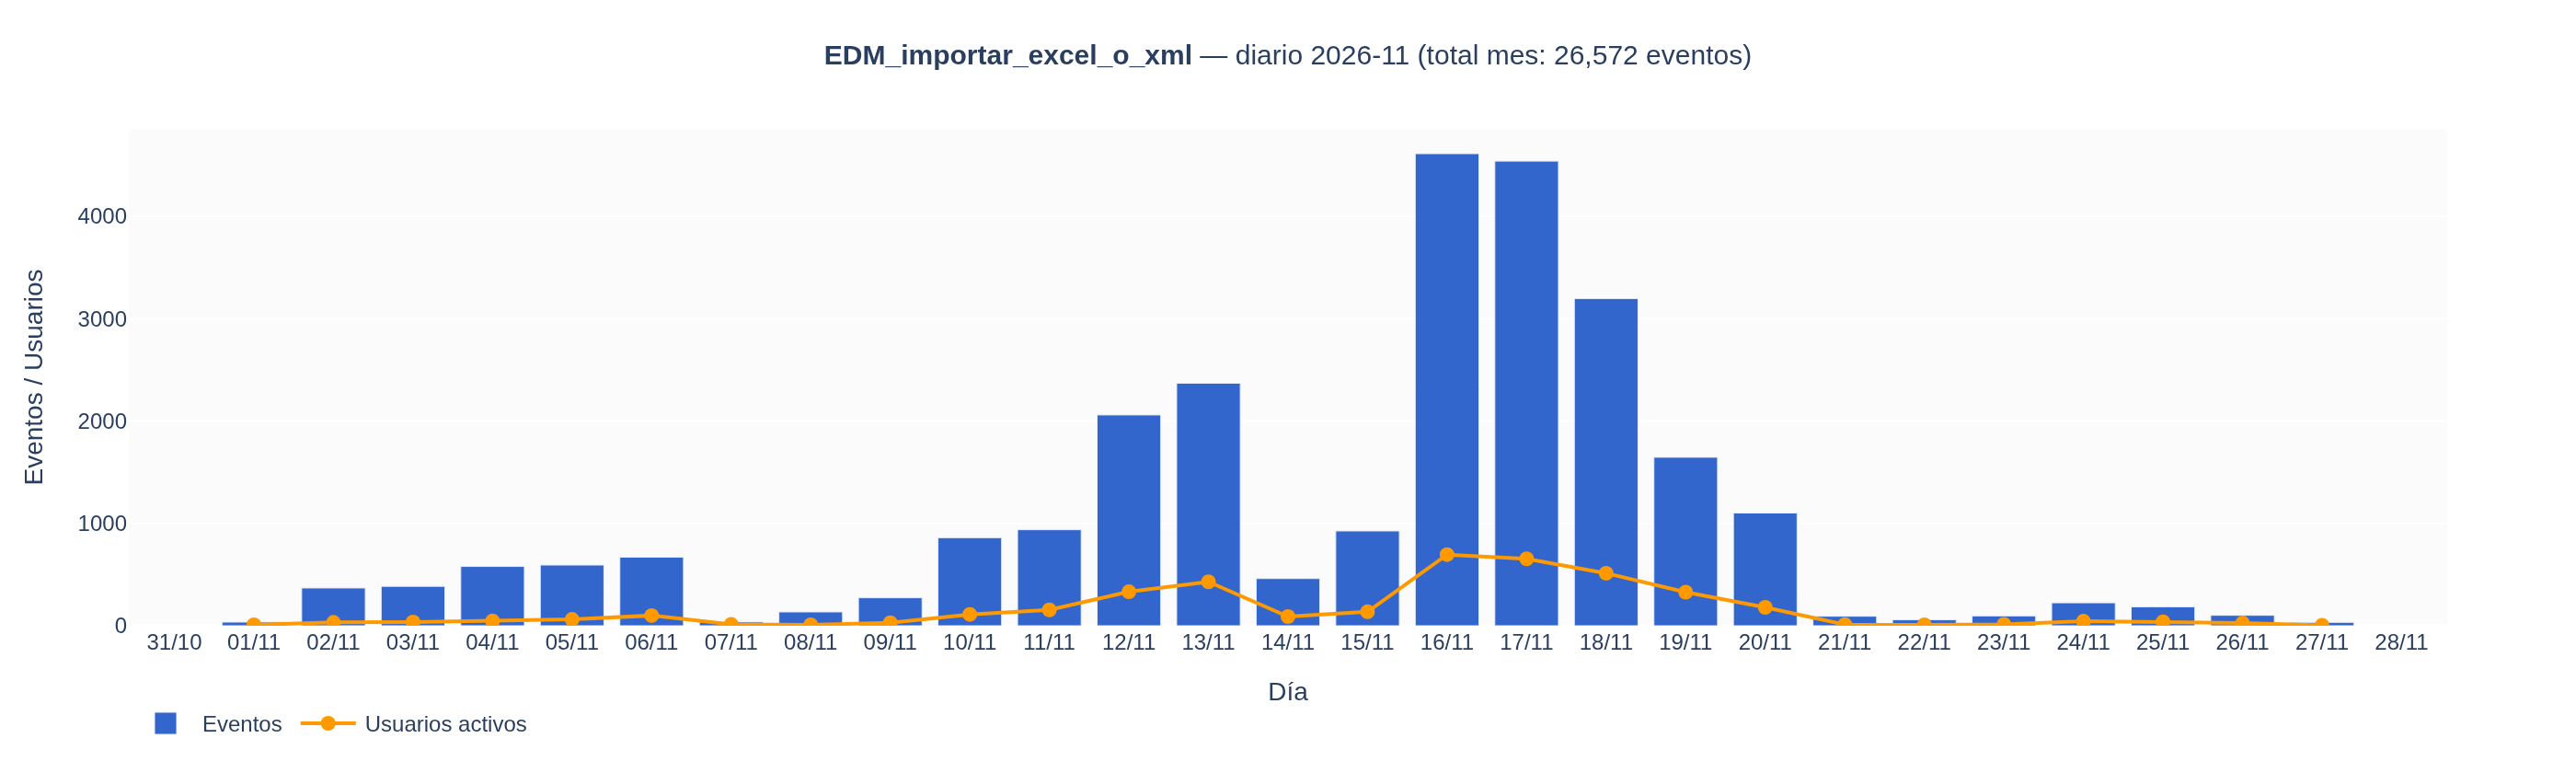 EDM_importar_excel_o_xml — diario 2026-11 (total mes: 26,572 eventos)
Eventos / Usuarios
4000
3000
2000
1000
0
31/10 01/11 02/11 03/11 04/11 05/11 06/11 07/11 08/11 09/11 10/11 11/11 12/11 13/11 14/11 15/11 16/11 17/11 18/11 19/11 20/11 21/11 22/11 23/11 24/11 25/11 26/11 27/11 28/11
Día
Eventos Usuarios activos